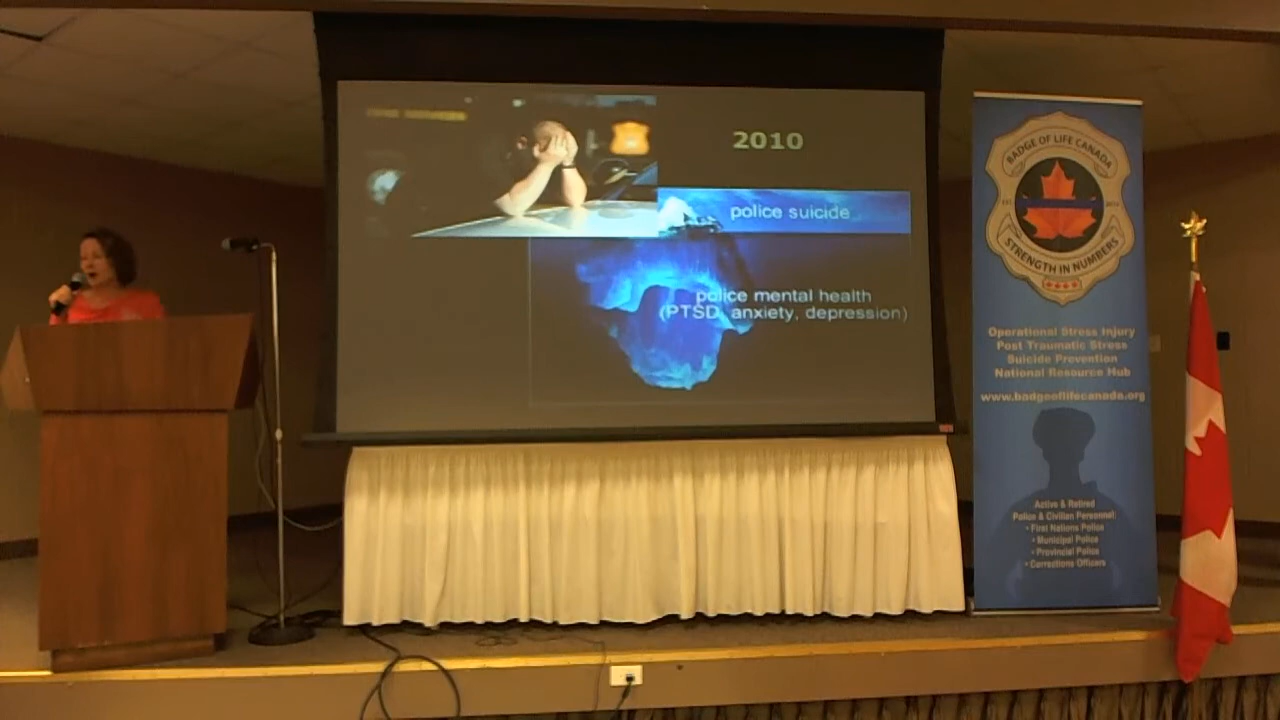 2010
police suicide
police mental health
(PTSD, anxiety, depression)
BADGE OF LIFE CANADA
STRENGTH IN NUMBERS
Operational Stress Injury
Post Traumatic Stress
Suicide Prevention
National Resource Hub
www.badgeoflifecanada.org
Active & Retired
Police & Civilian Personnel:
• First Nations Police
• Municipal Police
• Provincial Police
• Corrections Officers